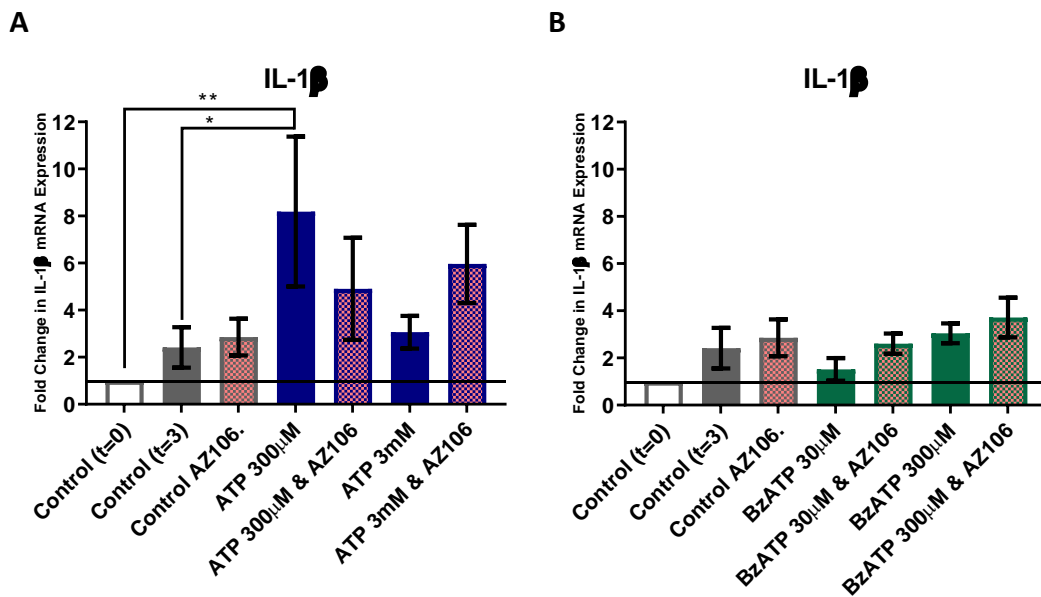 A
IL-1β
**
*
Fold Change in IL-1β mRNA Expression
12
10
8
6
4
2
0
Control (t=0)
Control (t=3)
Control AZ106.
ATP 300μM
ATP 300μM & AZ106
ATP 3mM
ATP 3mM & AZ106
B
IL-1β
Fold Change in IL-1β mRNA Expression
12
10
8
6
4
2
0
Control (t=0)
Control (t=3)
Control AZ106.
BzATP 30μM
BzATP 30μM & AZ106
BzATP 300μM
BzATP 300μM & AZ106